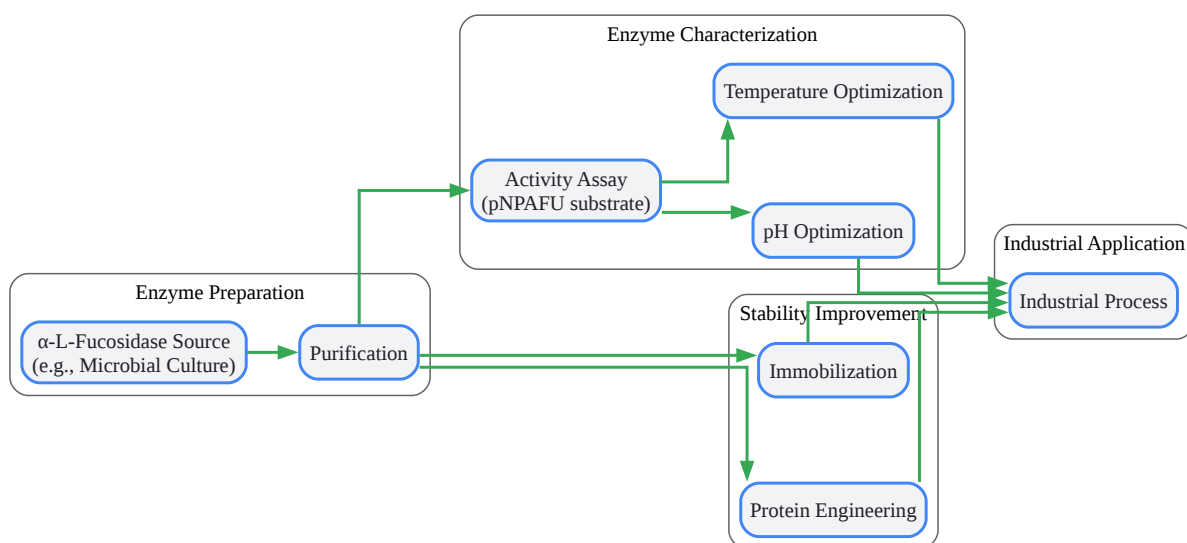 Enzyme Characterization
Temperature Optimization
Activity Assay
(pNPAFU substrate)
pH Optimization
Industrial Application
Industrial Process
Enzyme Preparation
α-L-Fucosidase Source
(e.g., Microbial Culture)
Purification
Stability Improvement
Immobilization
Protein Engineering